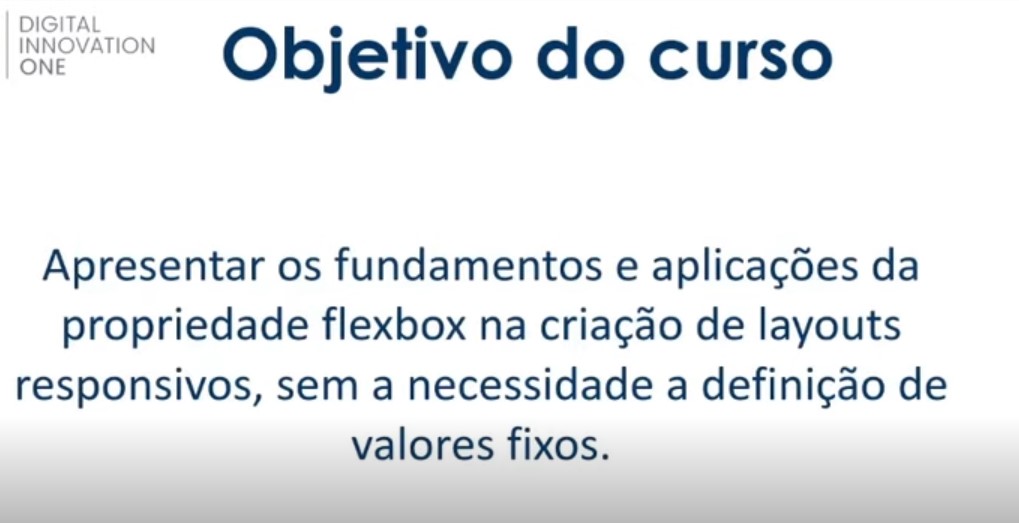 DIGITAL
INNOVATION
ONE
Objetivo do curso
Apresentar os fundamentos e aplicações da
propriedade flexbox na criação de layouts
responsivos, sem a necessidade a definição de
valores fixos.